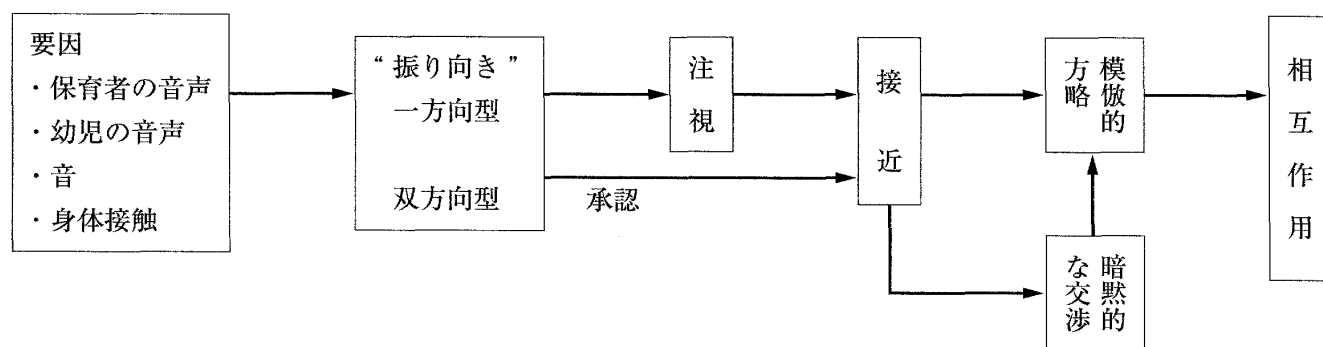 要因
・保育者の音声
・幼児の音声
・音
・身体接触
“振り向き”
一方向型
双方向型
注視
承認
接近
模倣的
方略
暗黙的
な交渉
相互作用